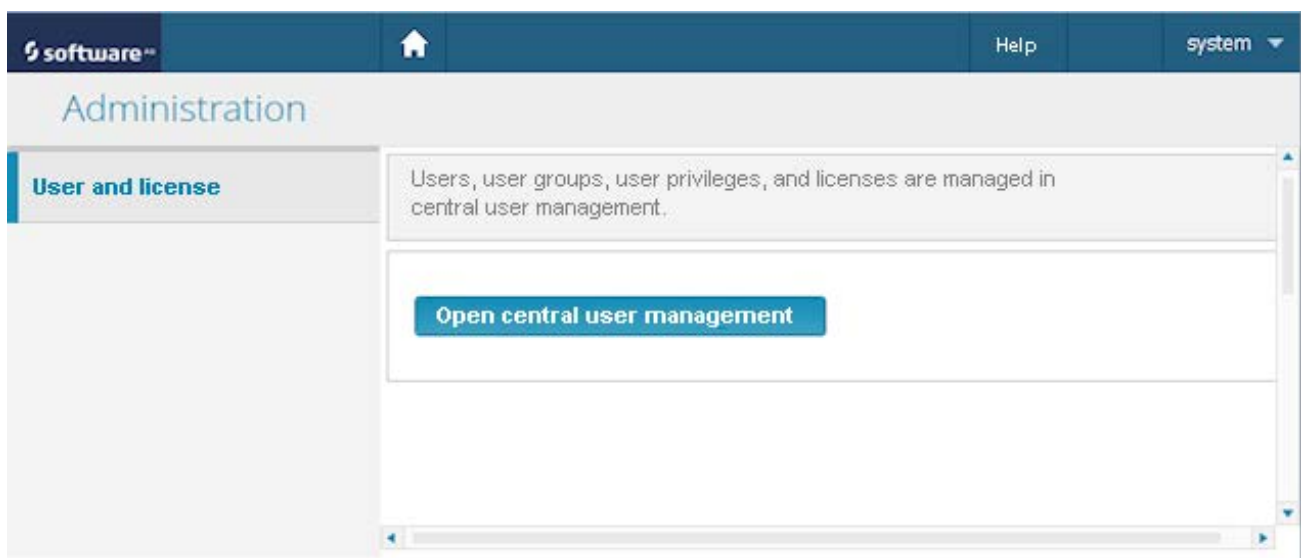 software AG
Help
system
Administration
User and license
Users, user groups, user privileges, and licenses are managed in
central user management.
Open central user management